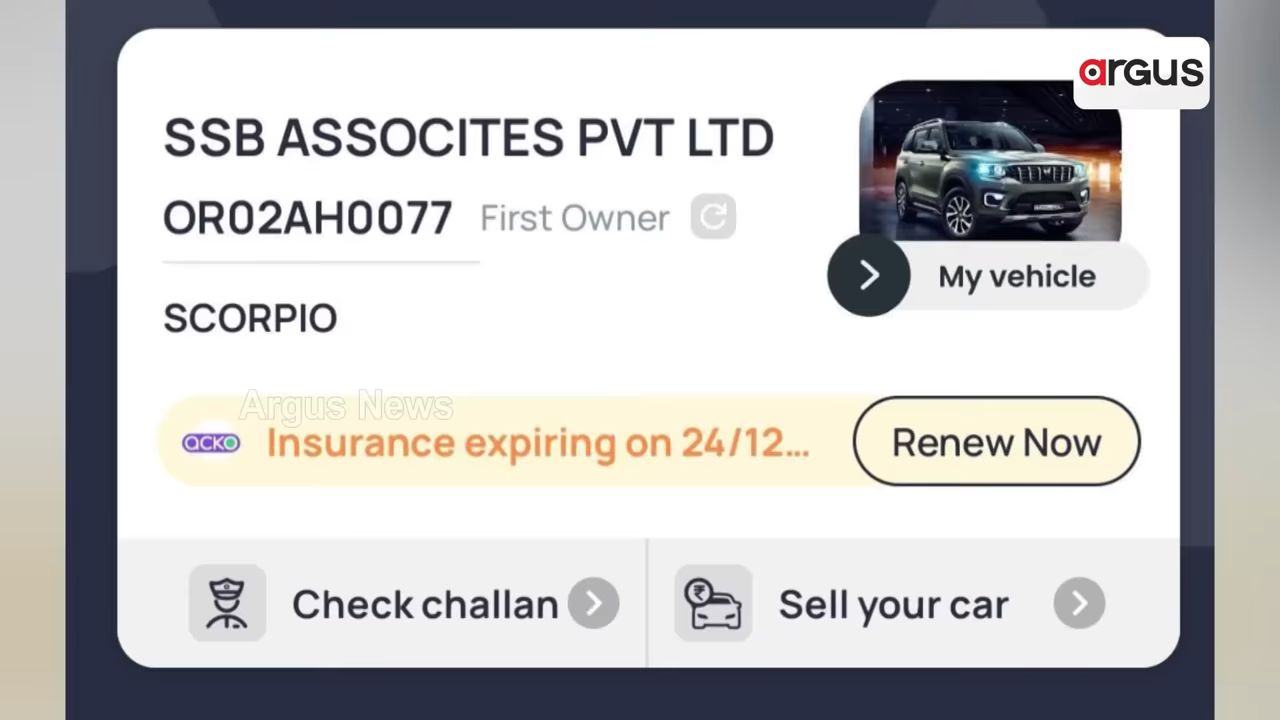 argus
SSB ASSOCITES PVT LTD
OR02AH0077 First Owner
My vehicle
SCORPIO
Argus News
acko Insurance expiring on 24/12... Renew Now
Check challan
Sell your car